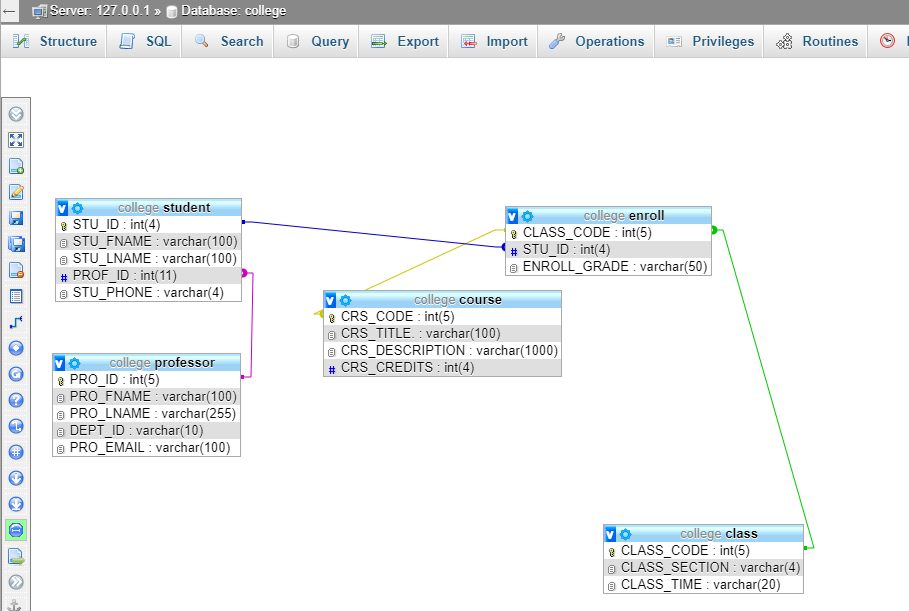 Server: 127.0.0.1 » Database: college
Structure SQL Search Query Export Import Operations Privileges Routines
college student
STU_ID : int(4)
STU_FNAME : varchar(100)
STU_LNAME : varchar(100)
PROF_ID : int(11)
STU_PHONE : varchar(4)
college enroll
CLASS_CODE : int(5)
STU_ID : int(4)
ENROLL_GRADE : varchar(50)
college course
CRS_CODE : int(5)
CRS_TITLE. : varchar(100)
CRS_DESCRIPTION : varchar(1000)
CRS_CREDITS : int(4)
college professor
PRO_ID : int(5)
PRO_FNAME : varchar(100)
PRO_LNAME : varchar(255)
DEPT_ID : varchar(10)
PRO_EMAIL : varchar(100)
college class
CLASS_CODE : int(5)
CLASS_SECTION : varchar(4)
CLASS_TIME : varchar(20)